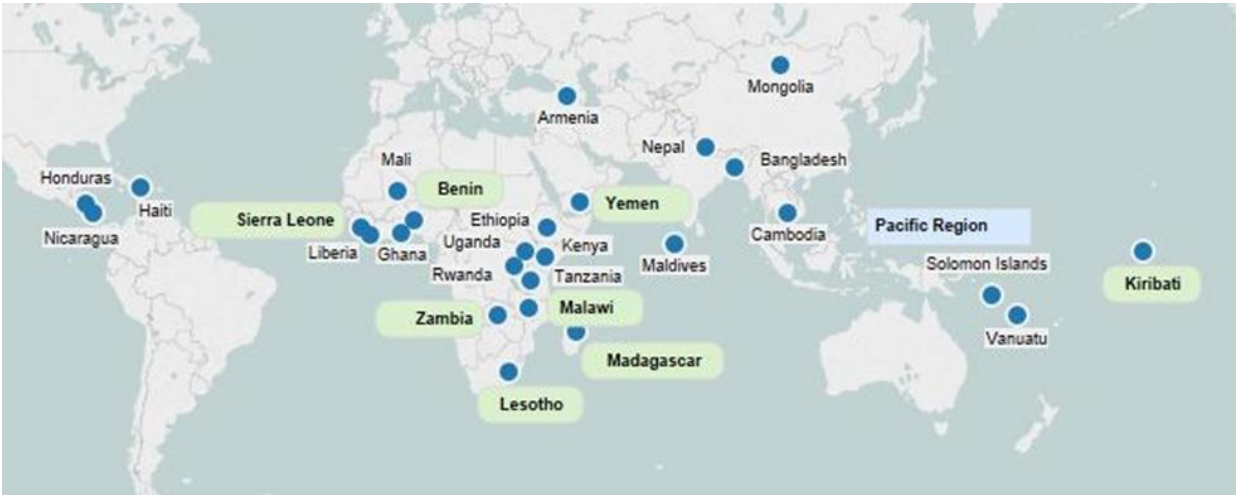 Mongolia
Armenia
Nepal
Bangladesh
Mali
Honduras
Benin
Haiti
Yemen
Sierra Leone
Ethiopia
Pacific Region
Nicaragua
Cambodia
Uganda
Kenya
Liberia
Ghana
Maldives
Solomon Islands
Rwanda
Tanzania
Kiribati
Malawi
Zambia
Vanuatu
Madagascar
Lesotho